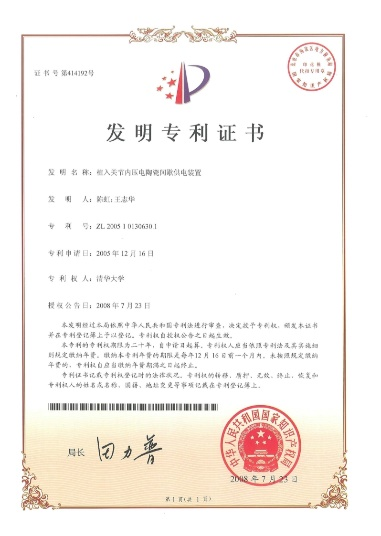 证书号第414192号
发明专利证书
发明名称：植入关节内压电陶瓷间歇供电装置
发明人：陈虹;王志华
专利号：ZL 2005 1 0130630.1
专利申请日：2005年12月16日
专利权人：清华大学
授权公告日：2008年7月23日
本发明经过本局依照中华人民共和国专利法进行审查，决定授予专利权，颁发本证书
并在专利登记簿上予以登记。专利权自授权公告之日起生效。
本专利的专利权期限为二十年，自申请日起算。专利权人应当依照专利法及其实施细
则规定缴纳年费。缴纳本专利年费的期限是每年12月16日前一个月内。未按照规定缴纳
年费的，专利权自应当缴纳年费期满之日起终止。
专利证书记载专利权登记时的法律状况。专利权的转移、质押、无效、终止、恢复和
专利权人的姓名或名称、国籍、地址变更等事项记载在专利登记簿上。
局长
田力普
中华人民共和国国家知识产权局
2008年7月23日
第1页(共1页)